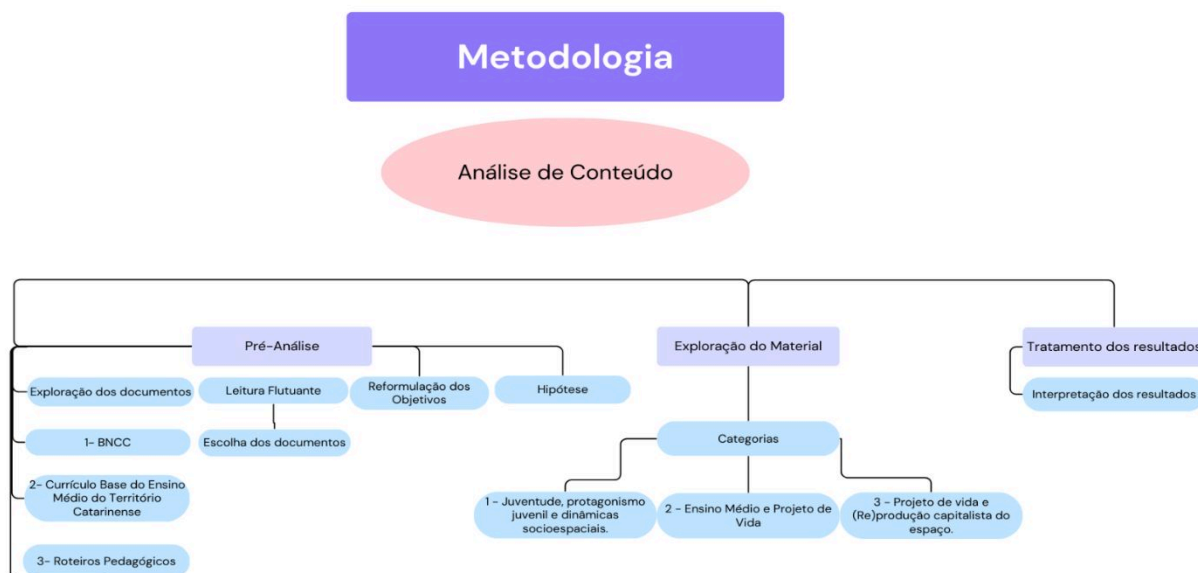 Metodologia
Análise de Conteúdo
Pré-Análise
Exploração do Material
Tratamento dos resultados
Exploração dos documentos
Leitura Flutuante
Reformulação dos
Objetivos
Hipótese
Interpretação dos resultados
1- BNCC
Escolha dos documentos
Categorias
2- Currículo Base do Ensino
Médio do Território
Catarinense
1 - Juventude, protagonismo
juvenil e dinâmicas
socioespaciais.
2 - Ensino Médio e Projeto de
Vida
3 - Projeto de vida e
(Re)produção capitalista do
espaço.
3- Roteiros Pedagógicos